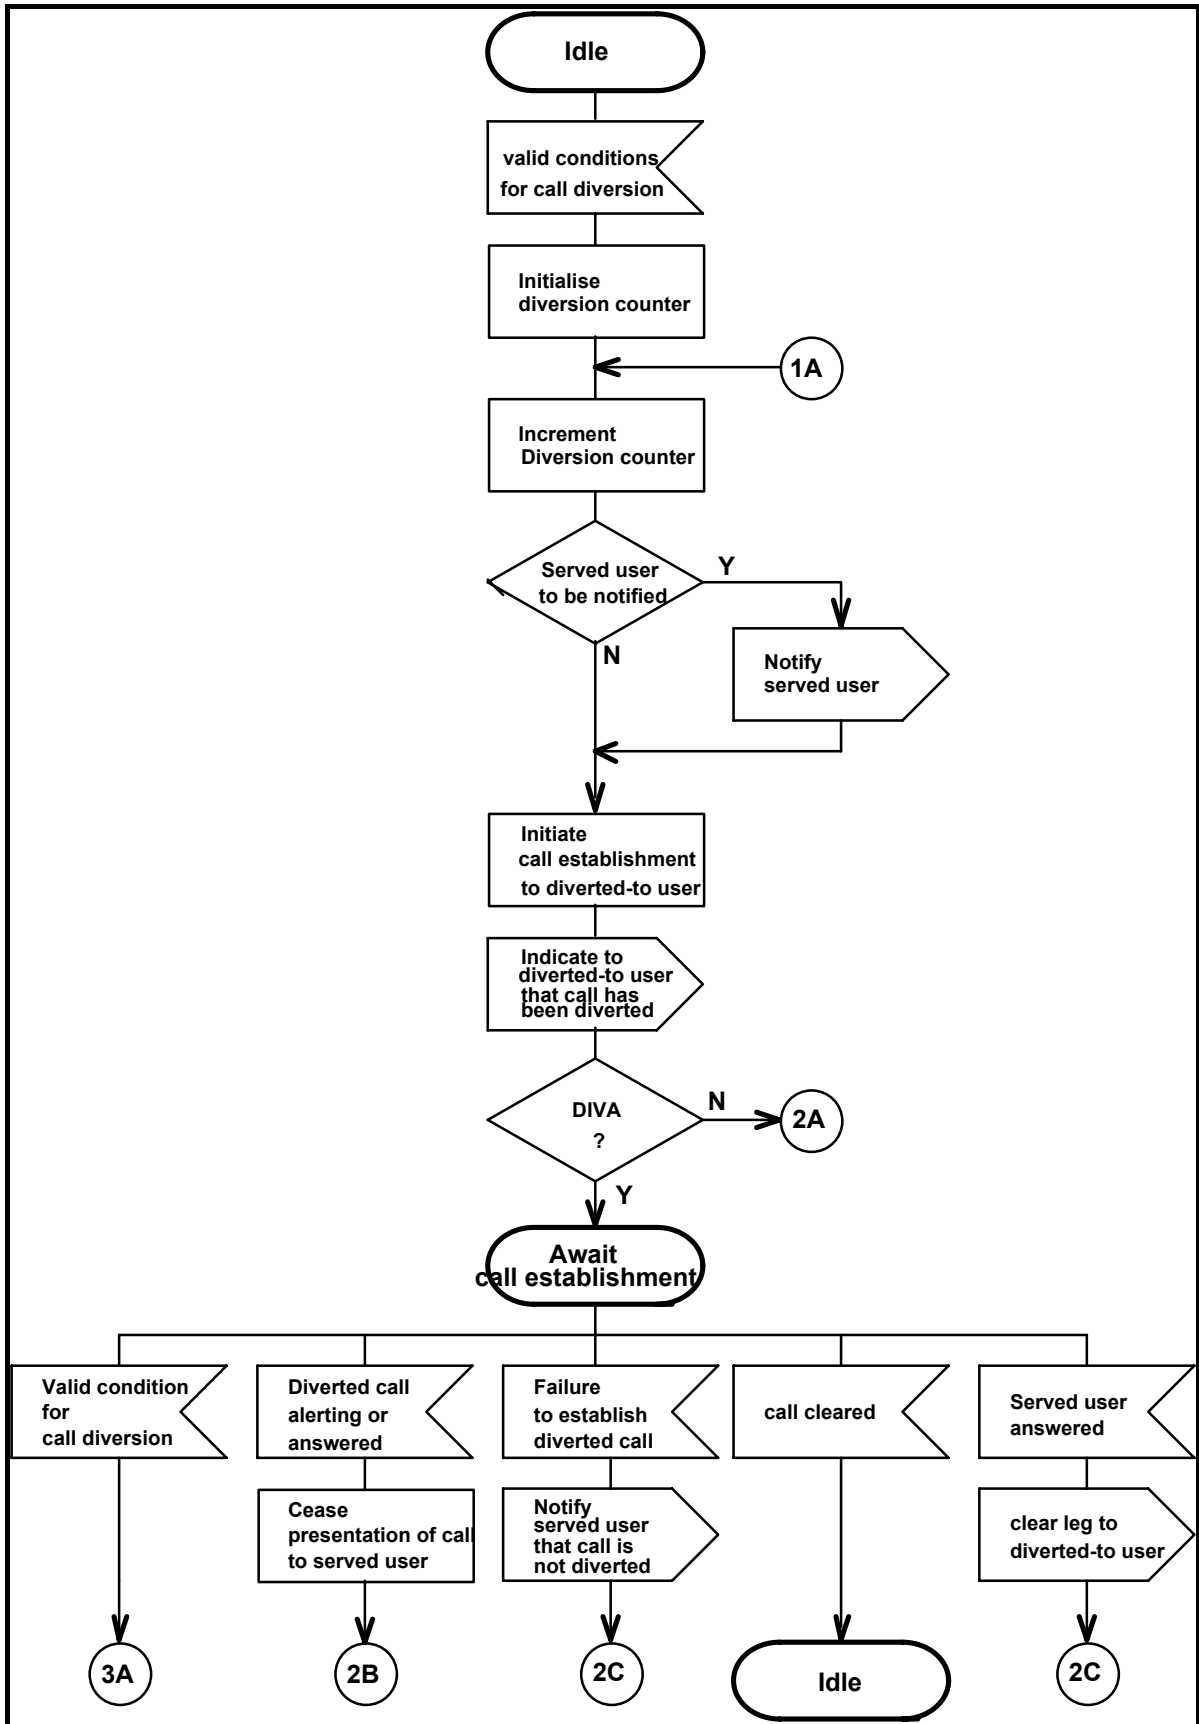 Idle
valid conditions
for call diversion
Initialise
diversion counter
1A
Increment
Diversion counter
Served user
to be notified
Y
N
Notify
served user
Initiate
call establishment
to diverted-to user
Indicate to
diverted-to user
that call has
been diverted
DIVA
?
N
2A
Y
Await
call establishment
Valid condition
for
call diversion
Diverted call
alerting or
answered
Failure
to establish
diverted call
call cleared
Served user
answered
Cease
presentation of call
to served user
Notify
served user
that call is
not diverted
clear leg to
diverted-to user
3A
2B
2C
Idle
2C